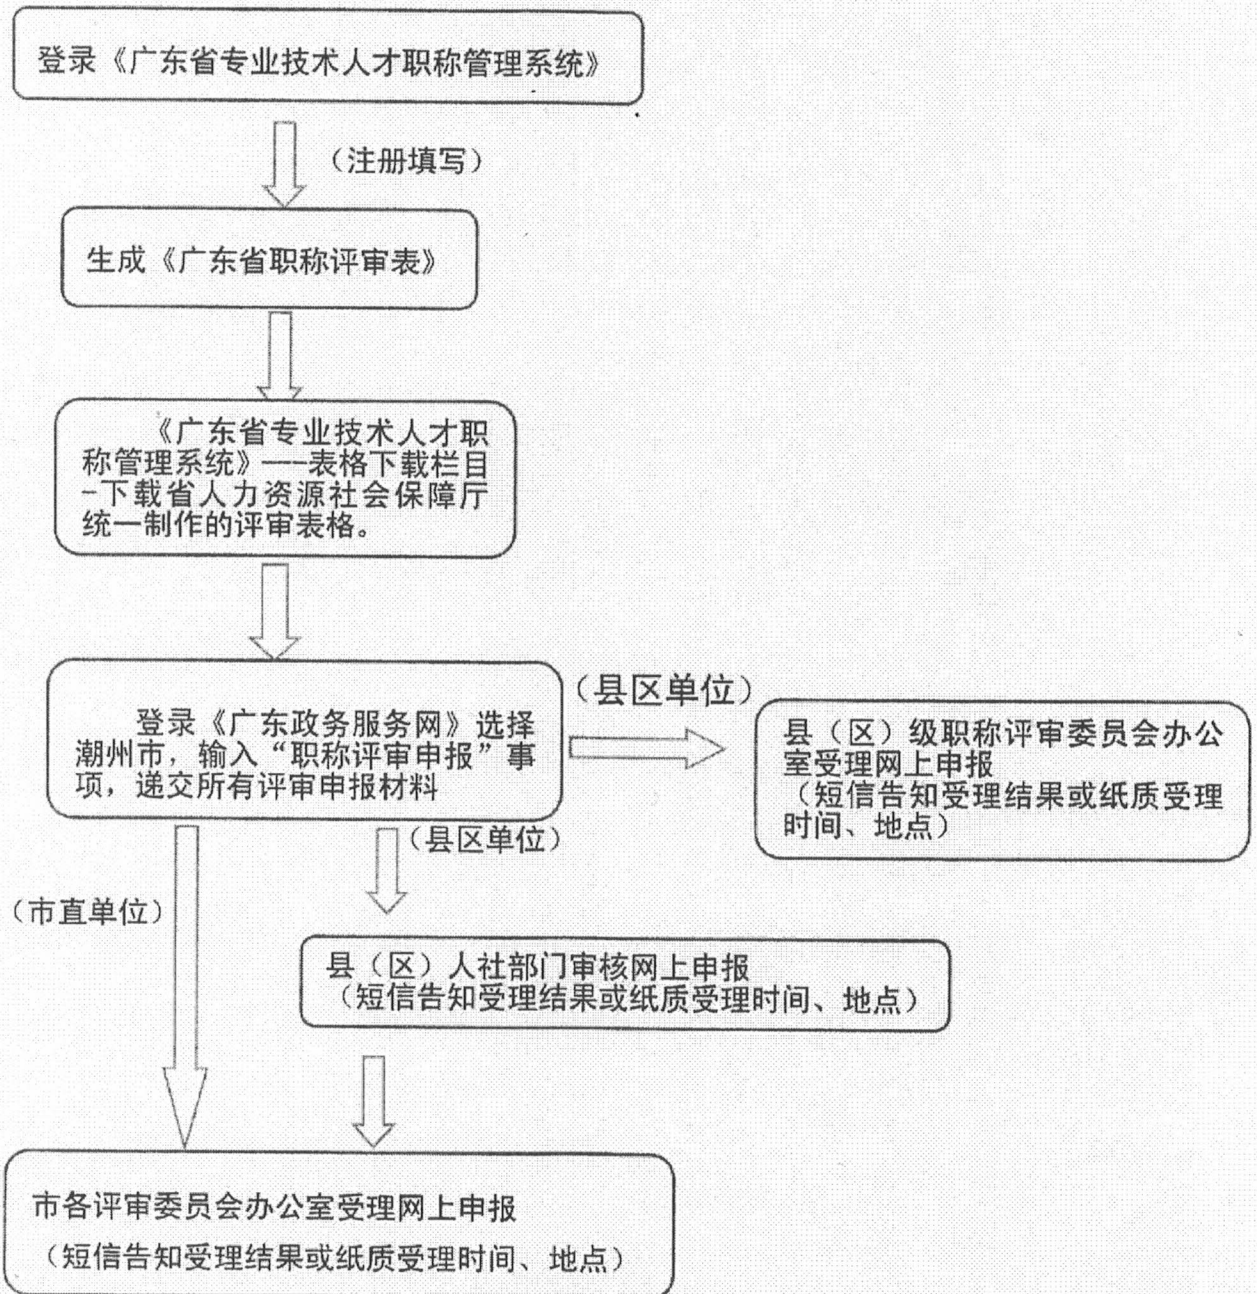 登录《广东省专业技术人才职称管理系统》
（注册填写）
生成《广东省职称评审表》
《广东省专业技术人才职
称管理系统》——表格下载栏目
-下载省人力资源社会保障厅
统一制作的评审表格。
登录《广东政务服务网》选择
潮州市，输入“职称评审申报”事
项，递交所有评审申报材料
（县区单位）
县（区）级职称评审委员会办公
室受理网上申报
（短信告知受理结果或纸质受理
时间、地点）
（县区单位）
（市直单位）
县（区）人社部门审核网上申报
（短信告知受理结果或纸质受理时间、地点）
市各评审委员会办公室受理网上申报
（短信告知受理结果或纸质受理时间、地点）